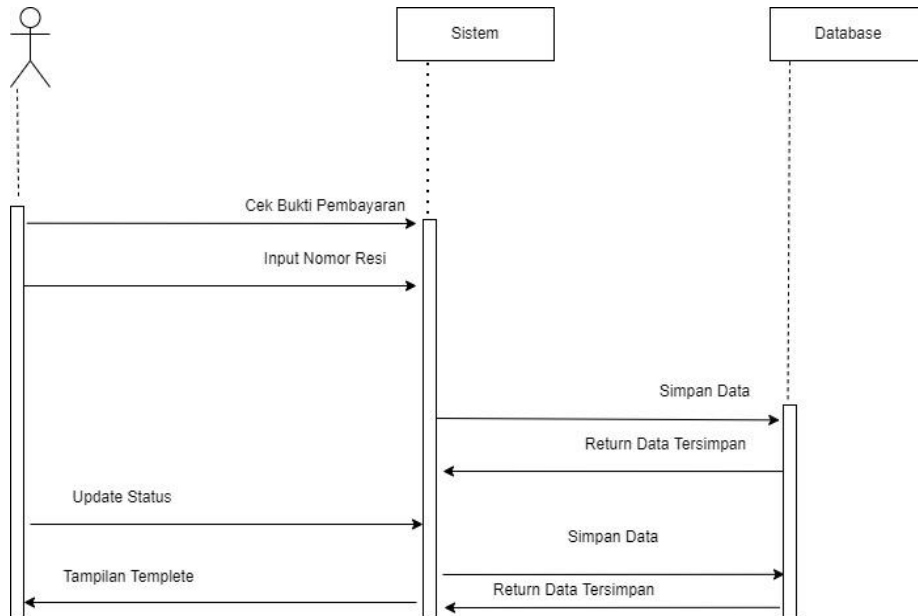 Sistem
Database
Cek Bukti Pembayaran
Input Nomor Resi
Simpan Data
Return Data Tersimpan
Update Status
Simpan Data
Tampilan Templete
Return Data Tersimpan